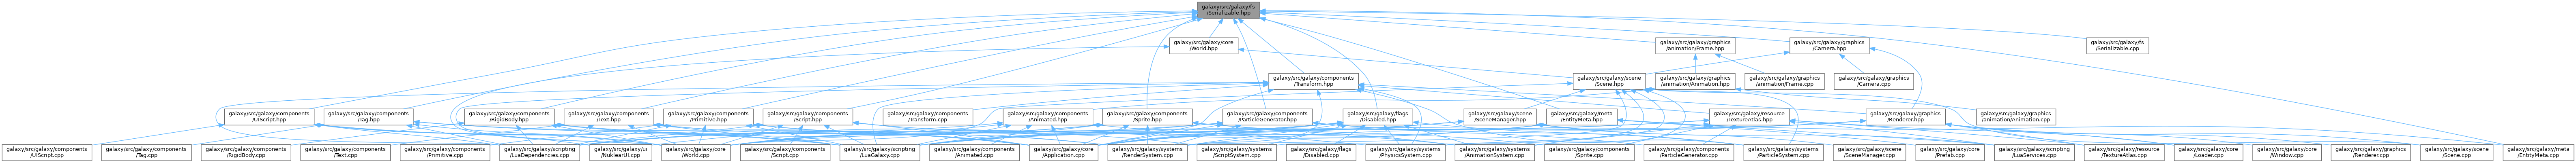 galaxy/src/galaxy/fs
/Serializable.hpp
galaxy/src/galaxy/core
/World.hpp
galaxy/src/galaxy/graphics
/animation/Frame.hpp
galaxy/src/galaxy/graphics
/Camera.hpp
galaxy/src/galaxy/fs
/Serializable.cpp
galaxy/src/galaxy/components
/Transform.hpp
galaxy/src/galaxy/scene
/Scene.hpp
galaxy/src/galaxy/graphics
/animation/Animation.hpp
galaxy/src/galaxy/graphics
/animation/Frame.cpp
galaxy/src/galaxy/graphics
/Camera.cpp
galaxy/src/galaxy/components
/UIScript.hpp
galaxy/src/galaxy/components
/Tag.hpp
galaxy/src/galaxy/components
/RigidBody.hpp
galaxy/src/galaxy/components
/Text.hpp
galaxy/src/galaxy/components
/Primitive.hpp
galaxy/src/galaxy/components
/Script.hpp
galaxy/src/galaxy/components
/Transform.cpp
galaxy/src/galaxy/components
/Animated.hpp
galaxy/src/galaxy/components
/Sprite.hpp
galaxy/src/galaxy/components
/ParticleGenerator.hpp
galaxy/src/galaxy/flags
/Disabled.hpp
galaxy/src/galaxy/scene
/SceneManager.hpp
galaxy/src/galaxy/meta
/EntityMeta.hpp
galaxy/src/galaxy/resource
/TextureAtlas.hpp
galaxy/src/galaxy/graphics
/Renderer.hpp
galaxy/src/galaxy/graphics
/animation/Animation.cpp
galaxy/src/galaxy/components
/UIScript.cpp
galaxy/src/galaxy/components
/Tag.cpp
galaxy/src/galaxy/components
/RigidBody.cpp
galaxy/src/galaxy/components
/Text.cpp
galaxy/src/galaxy/components
/Primitive.cpp
galaxy/src/galaxy/scripting
/LuaDependencies.cpp
galaxy/src/galaxy/ui
/NuklearUI.cpp
galaxy/src/galaxy/core
/World.cpp
galaxy/src/galaxy/components
/Script.cpp
galaxy/src/galaxy/scripting
/LuaGalaxy.cpp
galaxy/src/galaxy/components
/Animated.cpp
galaxy/src/galaxy/core
/Application.cpp
galaxy/src/galaxy/systems
/RenderSystem.cpp
galaxy/src/galaxy/systems
/ScriptSystem.cpp
galaxy/src/galaxy/flags
/Disabled.cpp
galaxy/src/galaxy/systems
/PhysicsSystem.cpp
galaxy/src/galaxy/systems
/AnimationSystem.cpp
galaxy/src/galaxy/components
/Sprite.cpp
galaxy/src/galaxy/components
/ParticleGenerator.cpp
galaxy/src/galaxy/systems
/ParticleSystem.cpp
galaxy/src/galaxy/scene
/SceneManager.cpp
galaxy/src/galaxy/core
/Prefab.cpp
galaxy/src/galaxy/scripting
/LuaServices.cpp
galaxy/src/galaxy/resource
/TextureAtlas.cpp
galaxy/src/galaxy/core
/Loader.cpp
galaxy/src/galaxy/core
/Window.cpp
galaxy/src/galaxy/graphics
/Renderer.cpp
galaxy/src/galaxy/scene
/Scene.cpp
galaxy/src/galaxy/meta
/EntityMeta.cpp